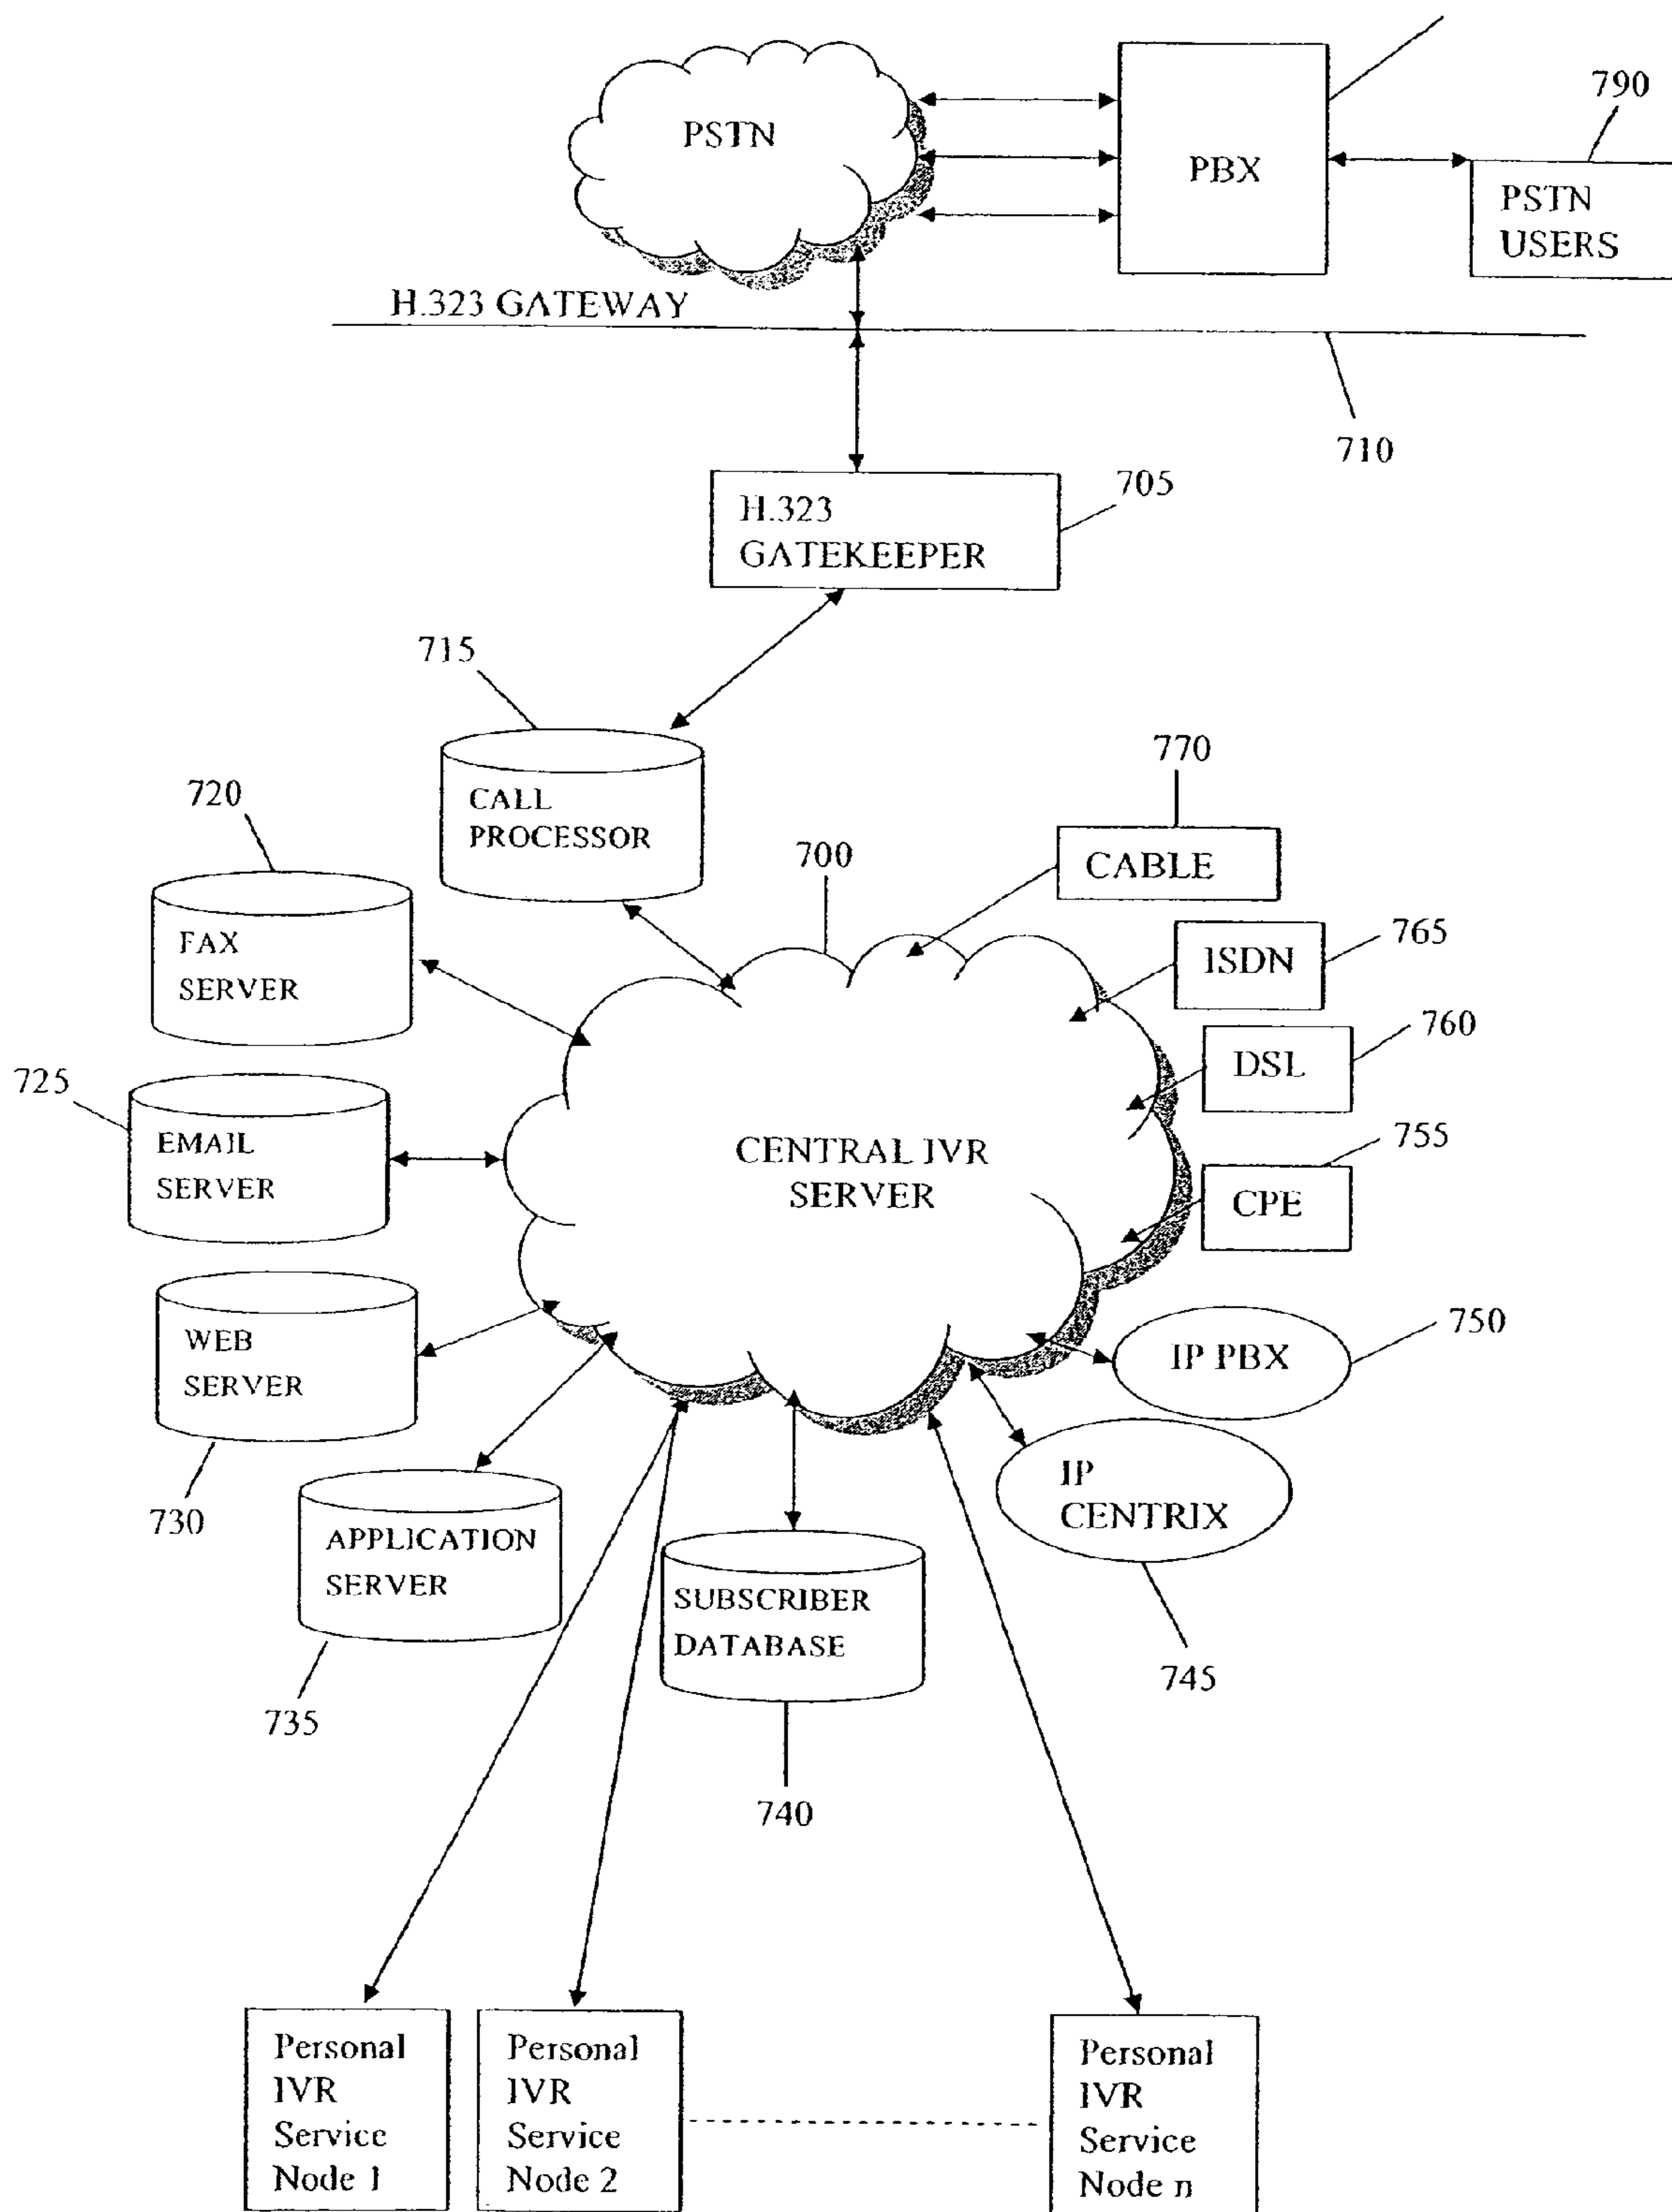 790
PSTN
PBX
PSTN
USERS
H.323 GATEWAY
710
705
H.323
GATEKEEPER
715
770
720
CALL
PROCESSOR
700
CABLE
765
FAX
SERVER
ISDN
760
725
DSL
755
EMAIL
SERVER
CENTRAL IVR
SERVER
CPE
750
WEB
SERVER
IP PBX
730
IP
CENTRIX
APPLICATION
SERVER
SUBSCRIBER
DATABASE
745
735
740
Personal
IVR
Service
Node 1
Personal
IVR
Service
Node 2
Personal
IVR
Service
Node n